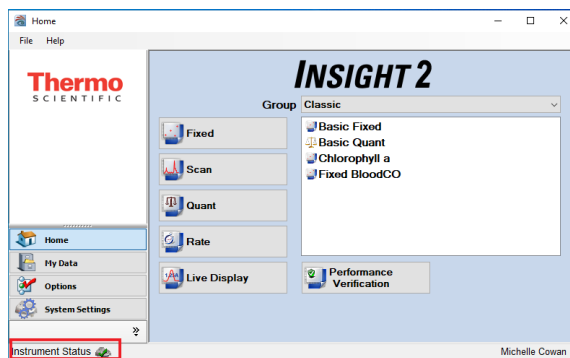 Home
File Help
Thermo
SCIENTIFIC
INSIGHT 2
Group Classic
Fixed
Scan
Quant
Rate
Live Display
Basic Fixed
Basic Quant
Chlorophyll a
Fixed BloodCO
Performance
Verification
Home
My Data
Options
System Settings
Instrument Status
Michelle Cowan